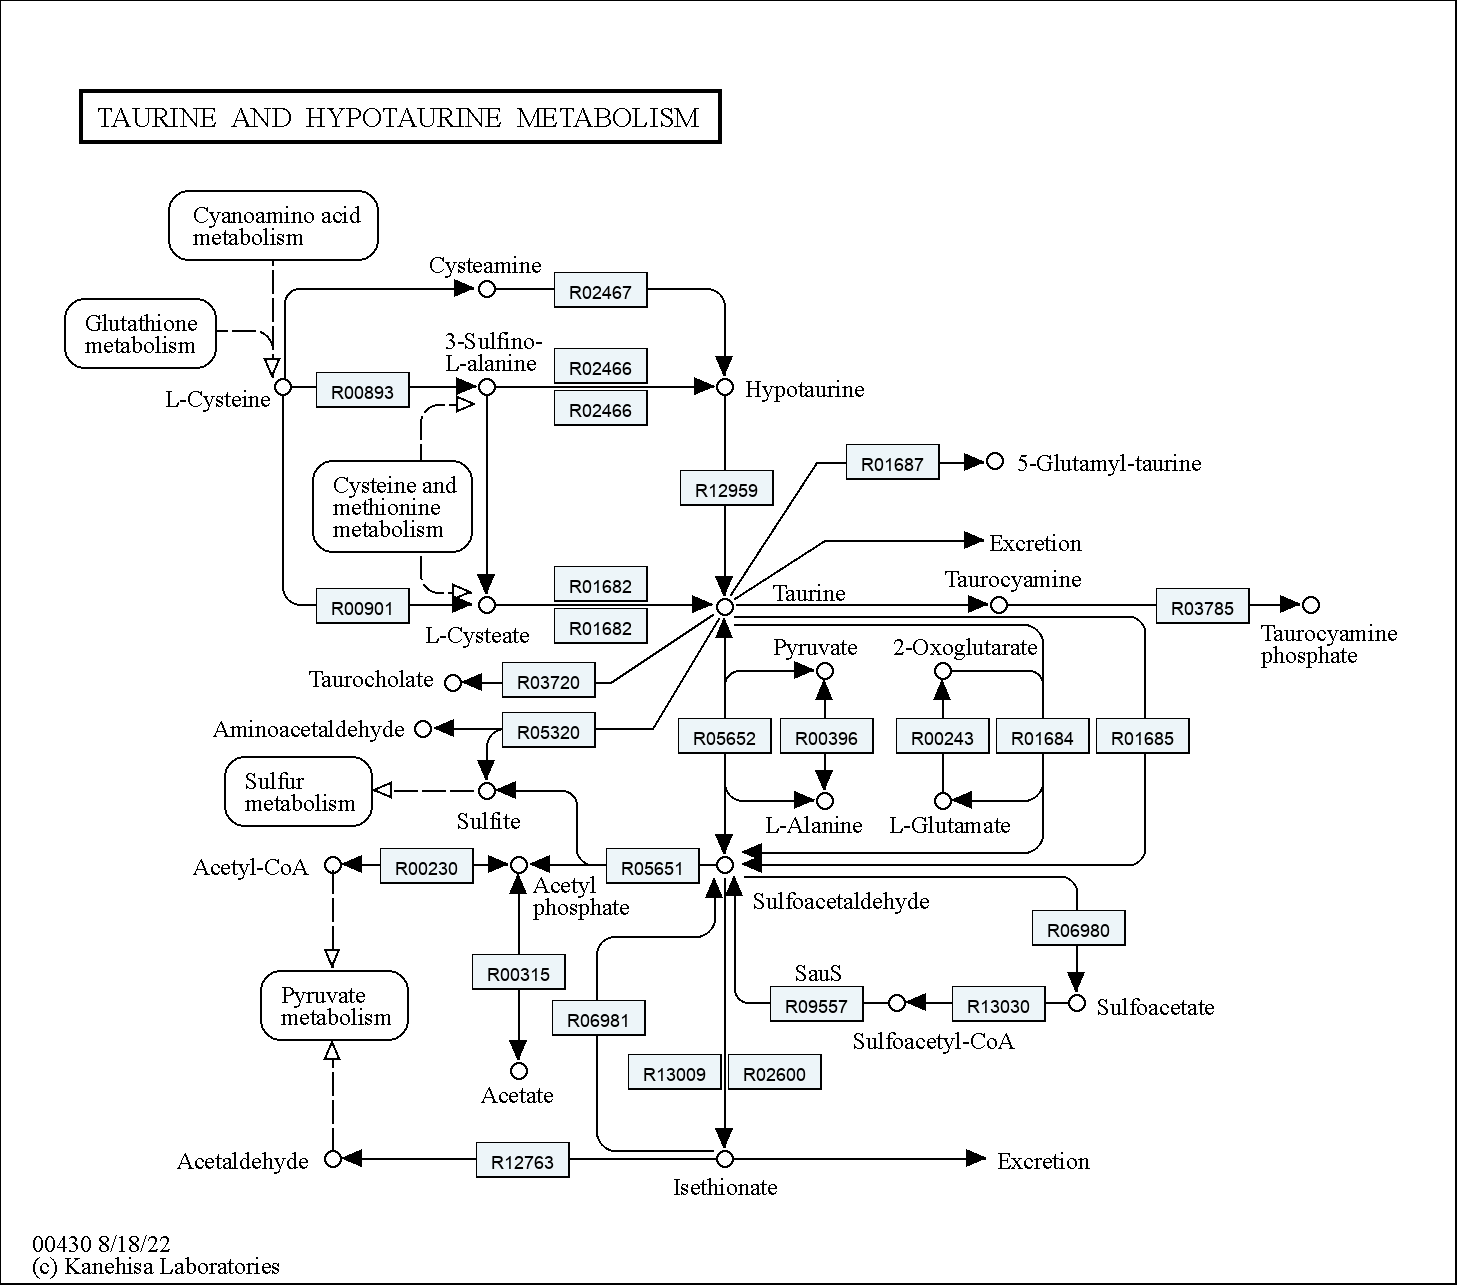 TAURINE AND HYPOTAURINE METABOLISM
Cyanoamino acid
metabolism
Glutathione
metabolism
Cysteamine
R02467
3-Sulfino-
L-alanine
R02466
R02466
R00893
L-Cysteine
Hypotaurine
Cysteine and
methionine
metabolism
R12959
R01687
5-Glutamyl-taurine
Excretion
R00901
L-Cysteate
R01682
R01682
Taurine
Taurocyamine
R03785
Taurocyamine
phosphate
Taurocholate
R03720
Pyruvate
2-Oxoglutarate
Aminoacetaldehyde
R05320
R05652
R00396
R00243
R01684
R01685
Sulfur
metabolism
Sulfite
L-Alanine
L-Glutamate
Acetyl-CoA
R00230
Acetyl
phosphate
R05651
Sulfoacetaldehyde
R06980
R00315
SauS
R09557
Sulfoacetyl-CoA
R13030
Sulfoacetate
Pyruvate
metabolism
R06981
R13009
R02600
Acetate
Acetaldehyde
R12763
Isethionate
Excretion
00430 8/18/22
(c) Kanehisa Laboratories